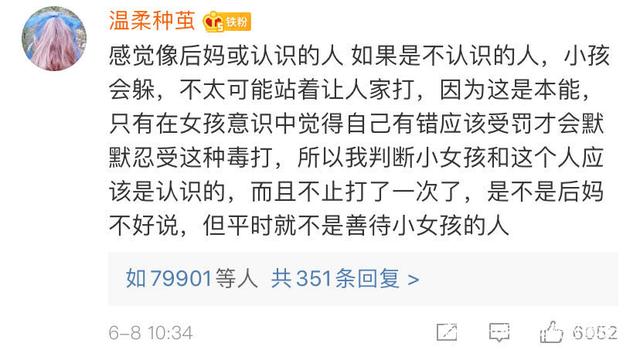 温柔种茧 5 铁粉
感觉像后妈或认识的人 如果是不认识的人，小孩
会躲，不太可能站着让人家打，因为这是本能，
只有在女孩意识中觉得自己有错应该受罚才会默
默忍受这种毒打，所以我判断小女孩和这个人应
该是认识的，而且不止打了一次了，是不是后妈
不好说，但平时就不是善待小女孩的人
如79901等人 共351条回复 >
6-8 10:34
6052